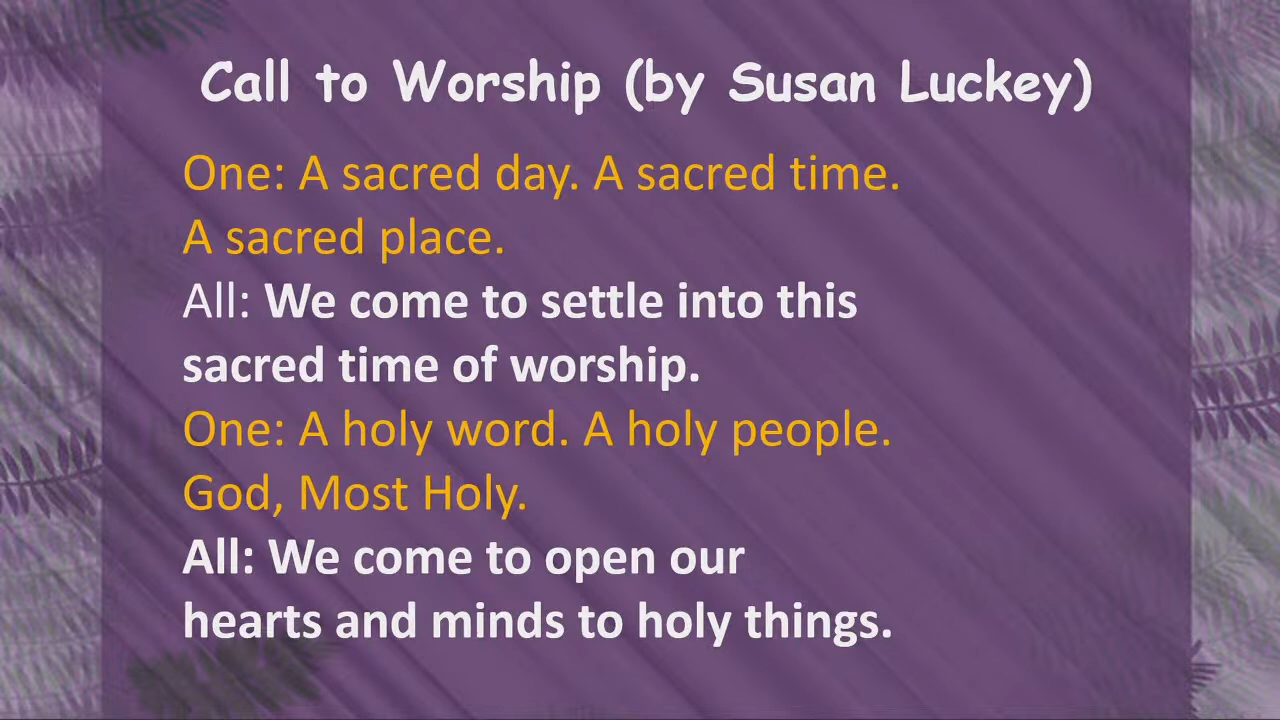 Call to Worship (by Susan Luckey)
One: A sacred day. A sacred time.
A sacred place.
All: We come to settle into this
sacred time of worship.
One: A holy word. A holy people.
God, Most Holy.
All: We come to open our
hearts and minds to holy things.